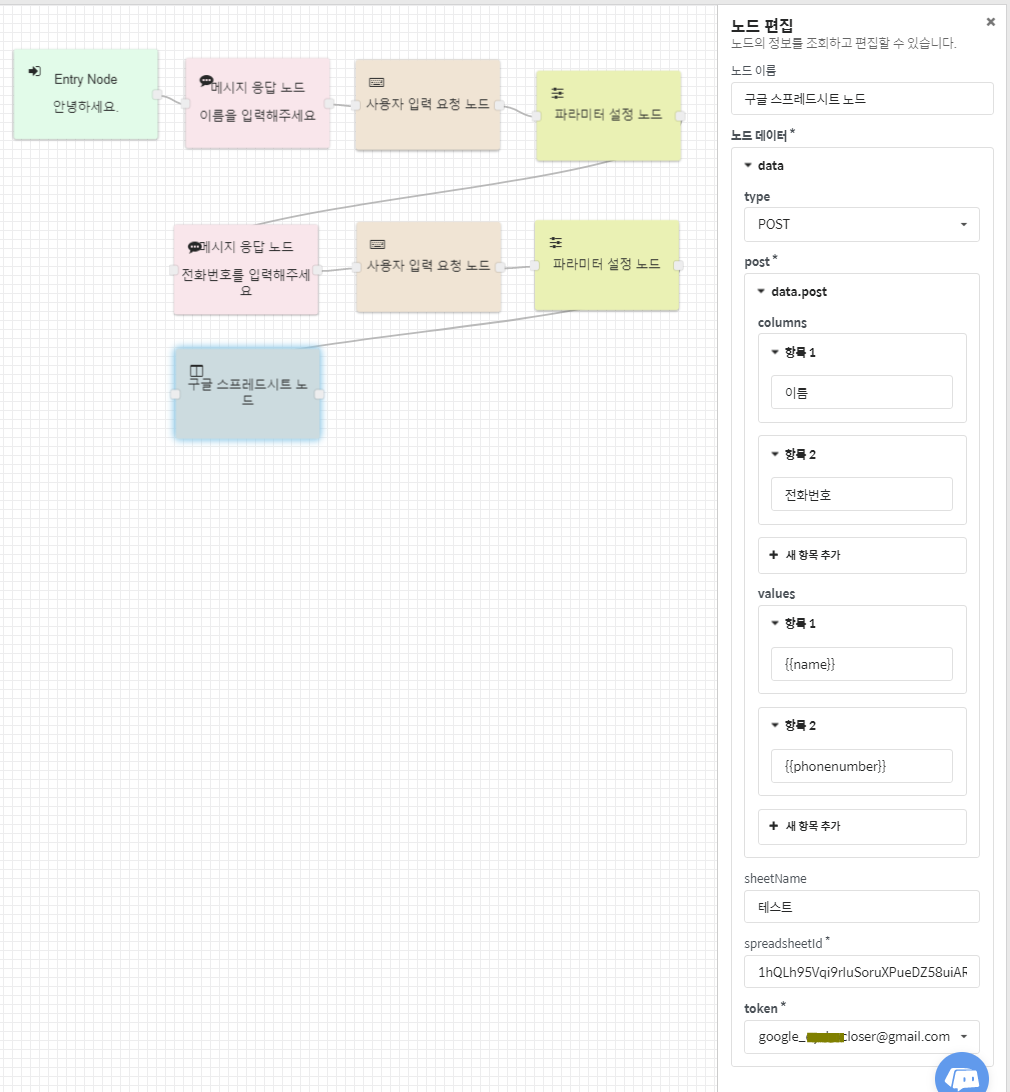 Entry Node
안녕하세요.
메시지 응답 노드
이름을 입력해주세요
사용자 입력 요청 노드
파라미터 설정 노드
메시지 응답 노드
전화번호를 입력해주세
요
사용자 입력 요청 노드
파라미터 설정 노드
구글 스프레드시트 노
드
노드 편집
노드의 정보를 조회하고 편집할 수 있습니다.
노드 이름
구글 스프레드시트 노드
노드 데이터*
data
type
POST
post*
data.post
columns
항목 1
이름
항목 2
전화번호
+ 새 항목 추가
values
항목 1
{{name}}
항목 2
{{phonenumber}}
+ 새 항목 추가
sheetName
테스트
spreadsheetId*
token*
closer@gmail.com